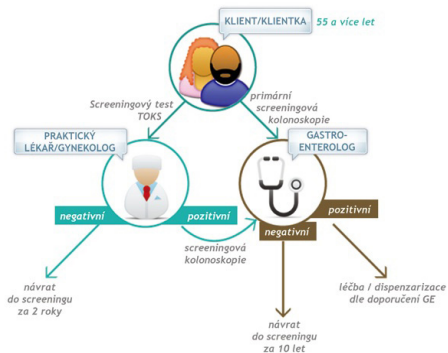 KLIENT/KLIENTKA
55 a více let
Screeningový test
TOKS
primární
screeningová
kolonoskopie
PRAKTICKÝ
LÉKAŘ/GYNEKOLOG
GASTRO-
ENTEROLOG
negativní
pozitivní
negativní
pozitivní
screeningová
kolonoskopie
návrat
do screeningu
za 2 roky
léčba / dispenzarizace
dle doporučení GE
návrat
do screeningu
za 10 let